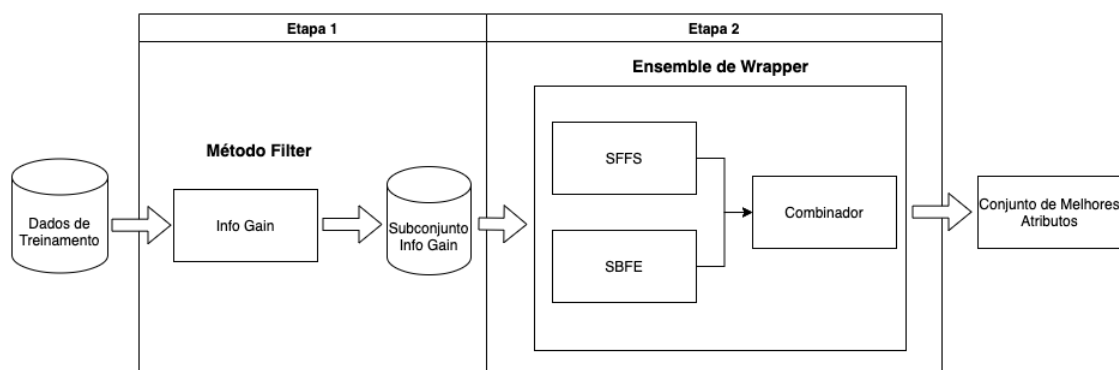 Etapa 1
Etapa 2
Ensemble de Wrapper
Método Filter
Dados de
Treinamento
Info Gain
Subconjunto
Info Gain
SFFS
SBFE
Combinador
Conjunto de Melhores
Atributos